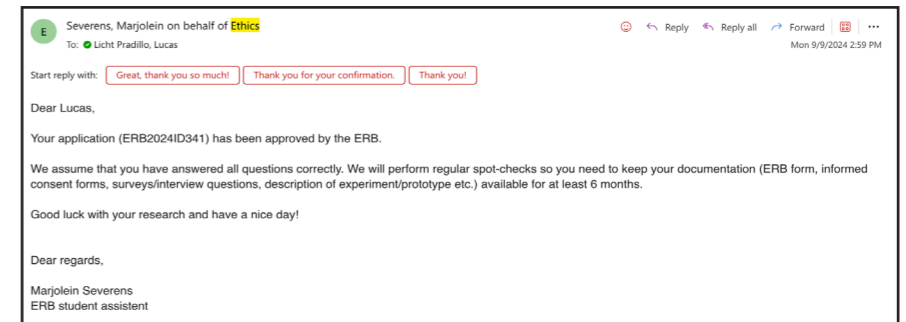 E
Severens, Marjolein on behalf of Ethics
To: Licht Pradillo, Lucas
Reply
Reply all
Forward
Mon 9/9/2024 2:59 PM
Start reply with:
Great, thank you so much!
Thank you for your confirmation.
Thank you!
Dear Lucas,
Your application (ERB2024ID341) has been approved by the ERB.
We assume that you have answered all questions correctly. We will perform regular spot-checks so you need to keep your documentation (ERB form, informed
consent forms, surveys/interview questions, description of experiment/prototype etc.) available for at least 6 months.
Good luck with your research and have a nice day!
Dear regards,
Marjolein Severens
ERB student assistent